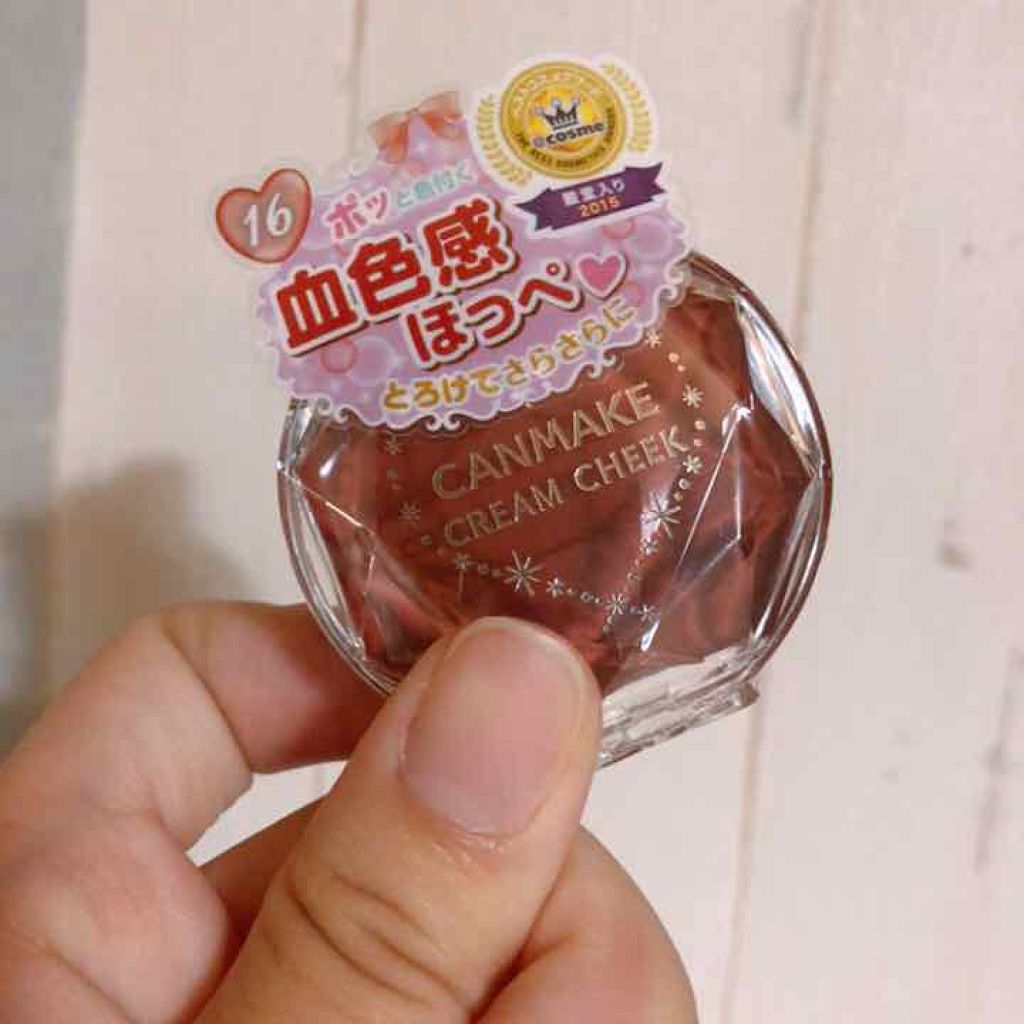 @cosme
殿堂入り
2015
16
ポッと色付く
血色感
ほっぺ
とろけてさらさらに
CANMAKE
CREAM CHEEK